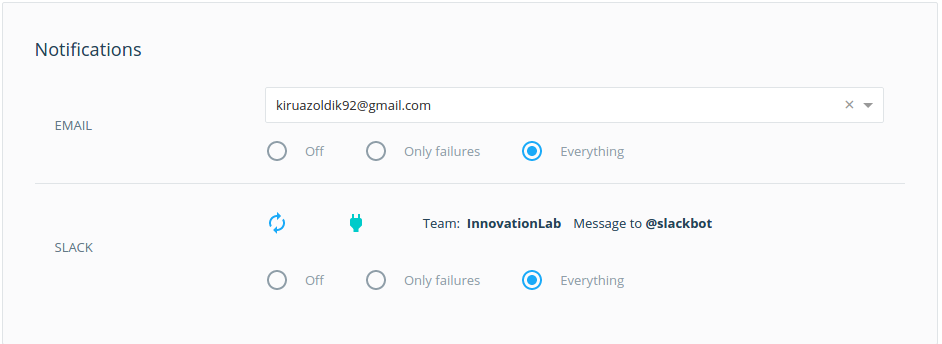 Notifications
kiruazoldik92@gmail.com
EMAIL
Off Only failures Everything
Team: InnovationLab Message to @slackbot
SLACK
Off Only failures Everything